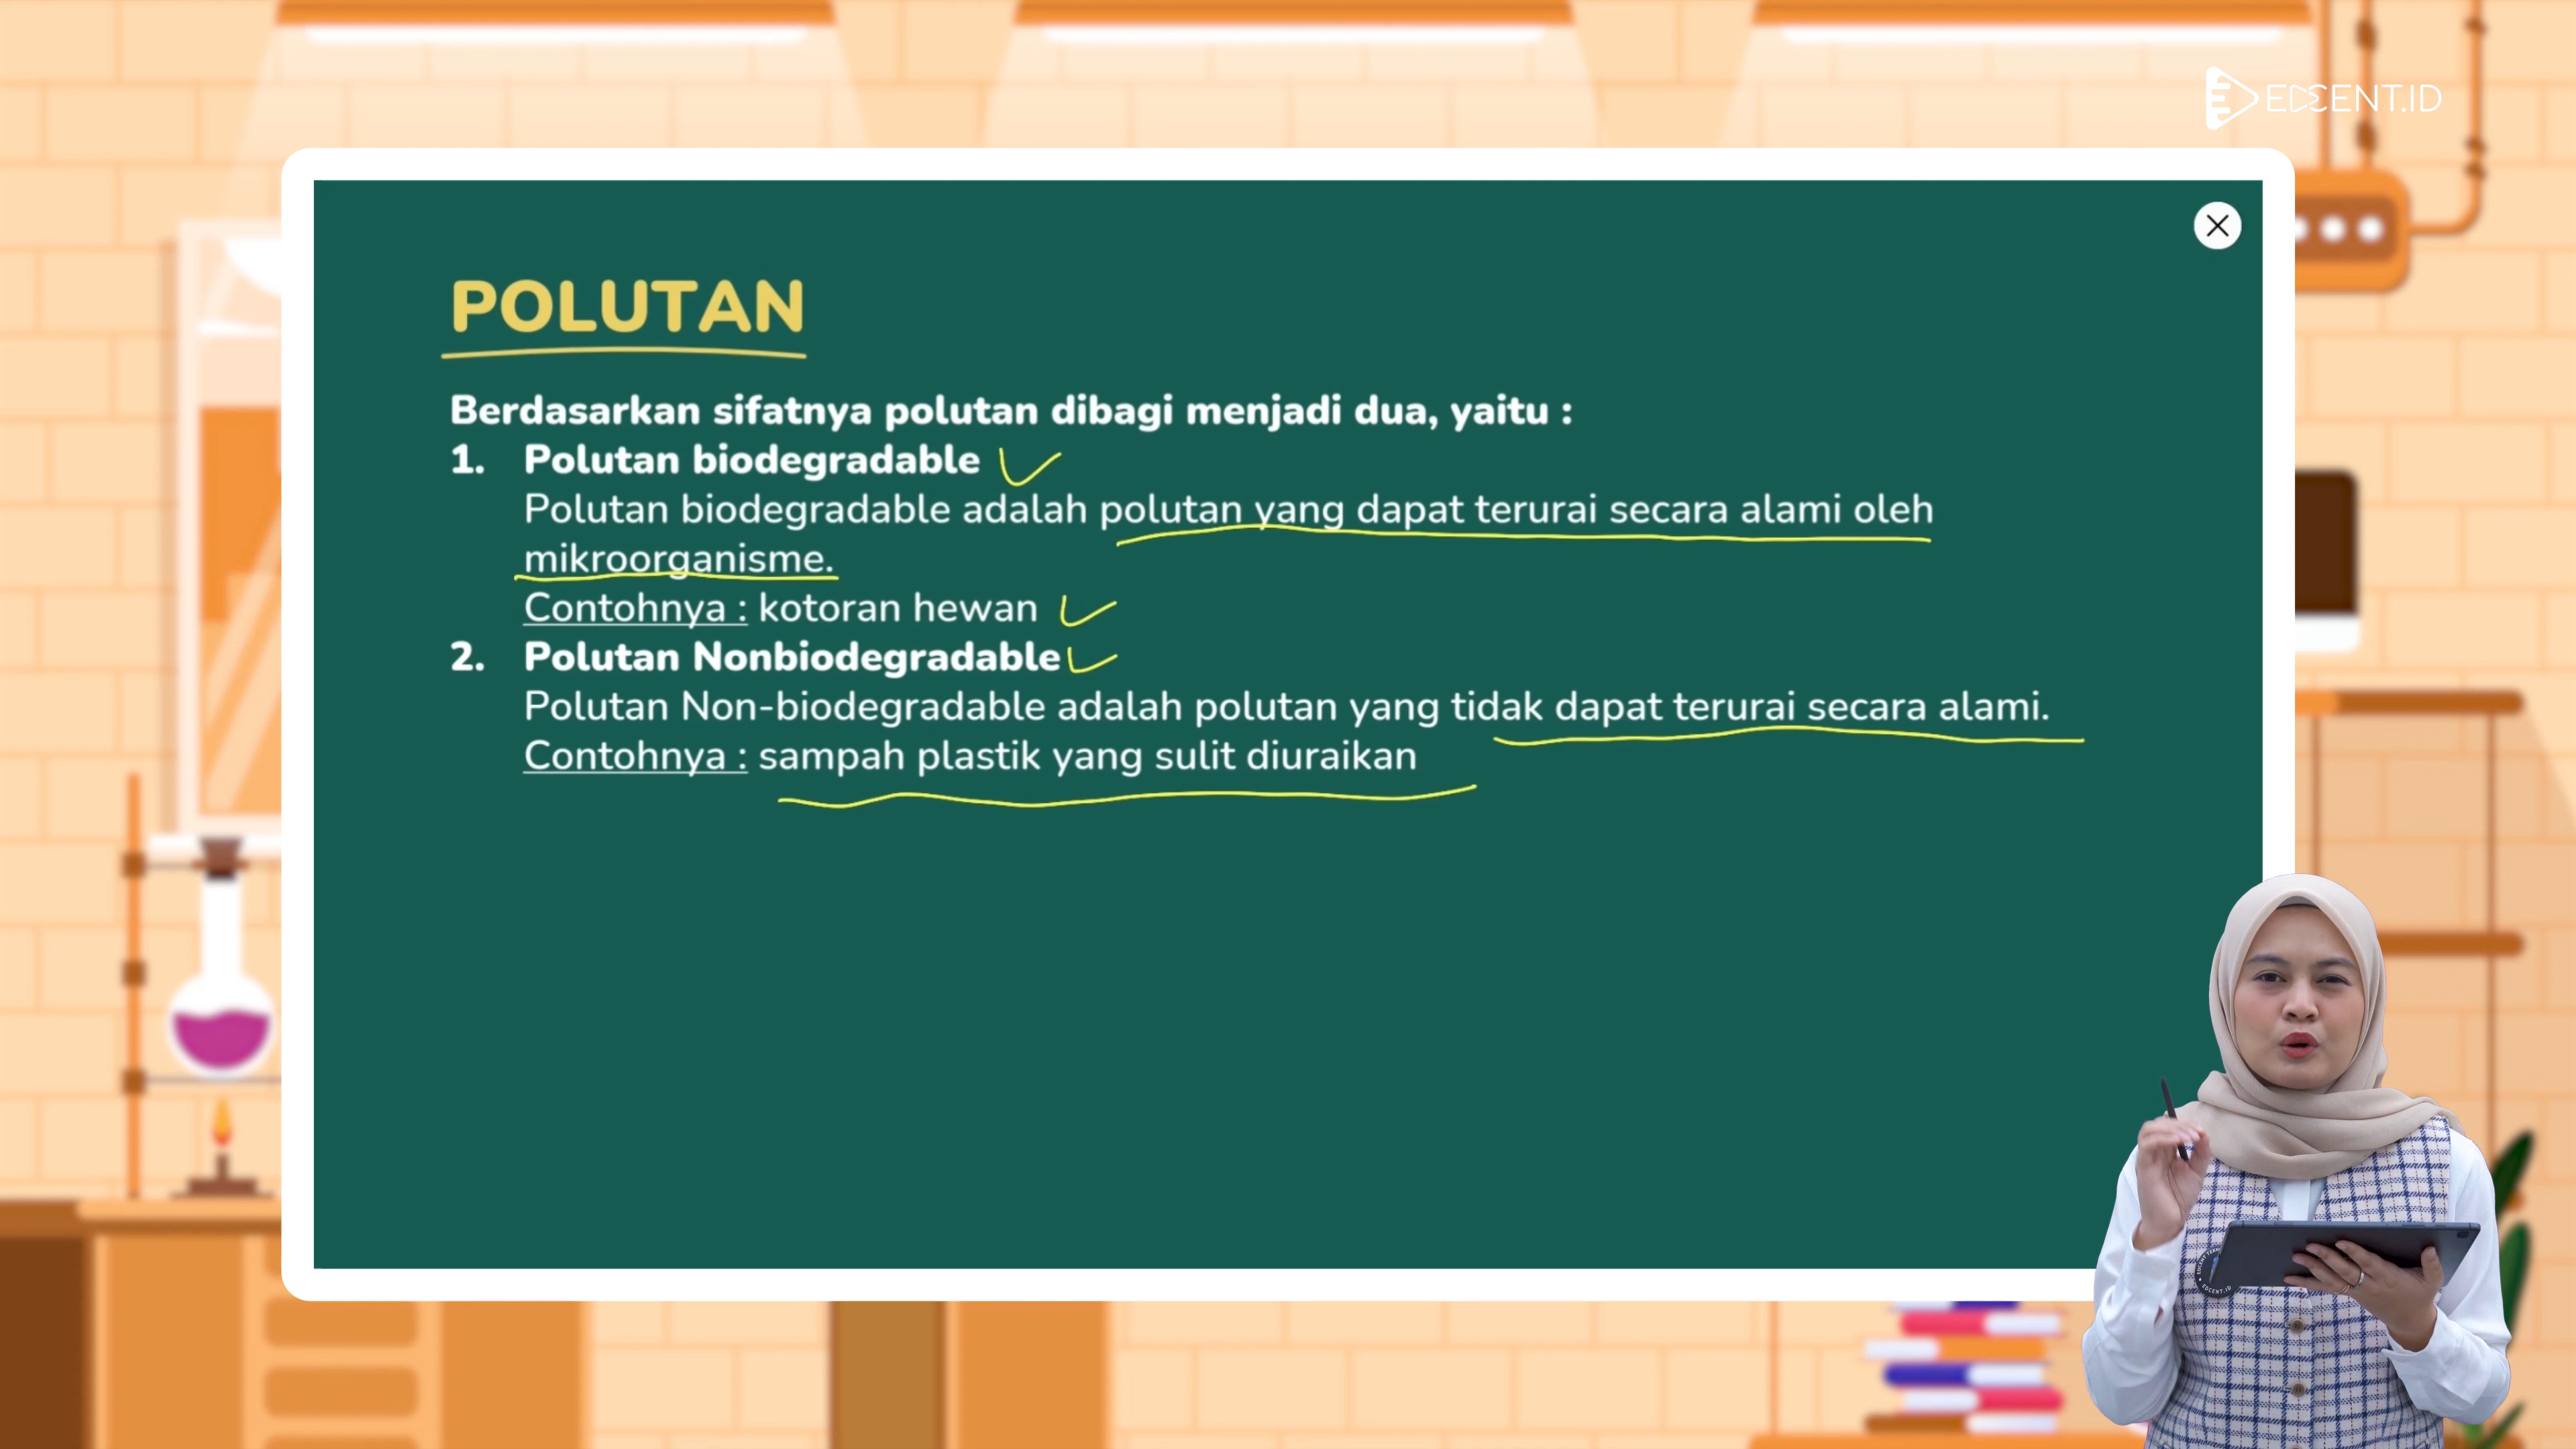 EDCENT.ID
POLUTAN
Berdasarkan sifatnya polutan dibagi menjadi dua, yaitu :
1. Polutan biodegradable
Polutan biodegradable adalah polutan yang dapat terurai secara alami oleh
mikroorganisme.
Contohnya : kotoran hewan
2. Polutan Nonbiodegradable
Polutan Non-biodegradable adalah polutan yang tidak dapat terurai secara alami.
Contohnya : sampah plastik yang sulit diuraikan
EDCENT.ID